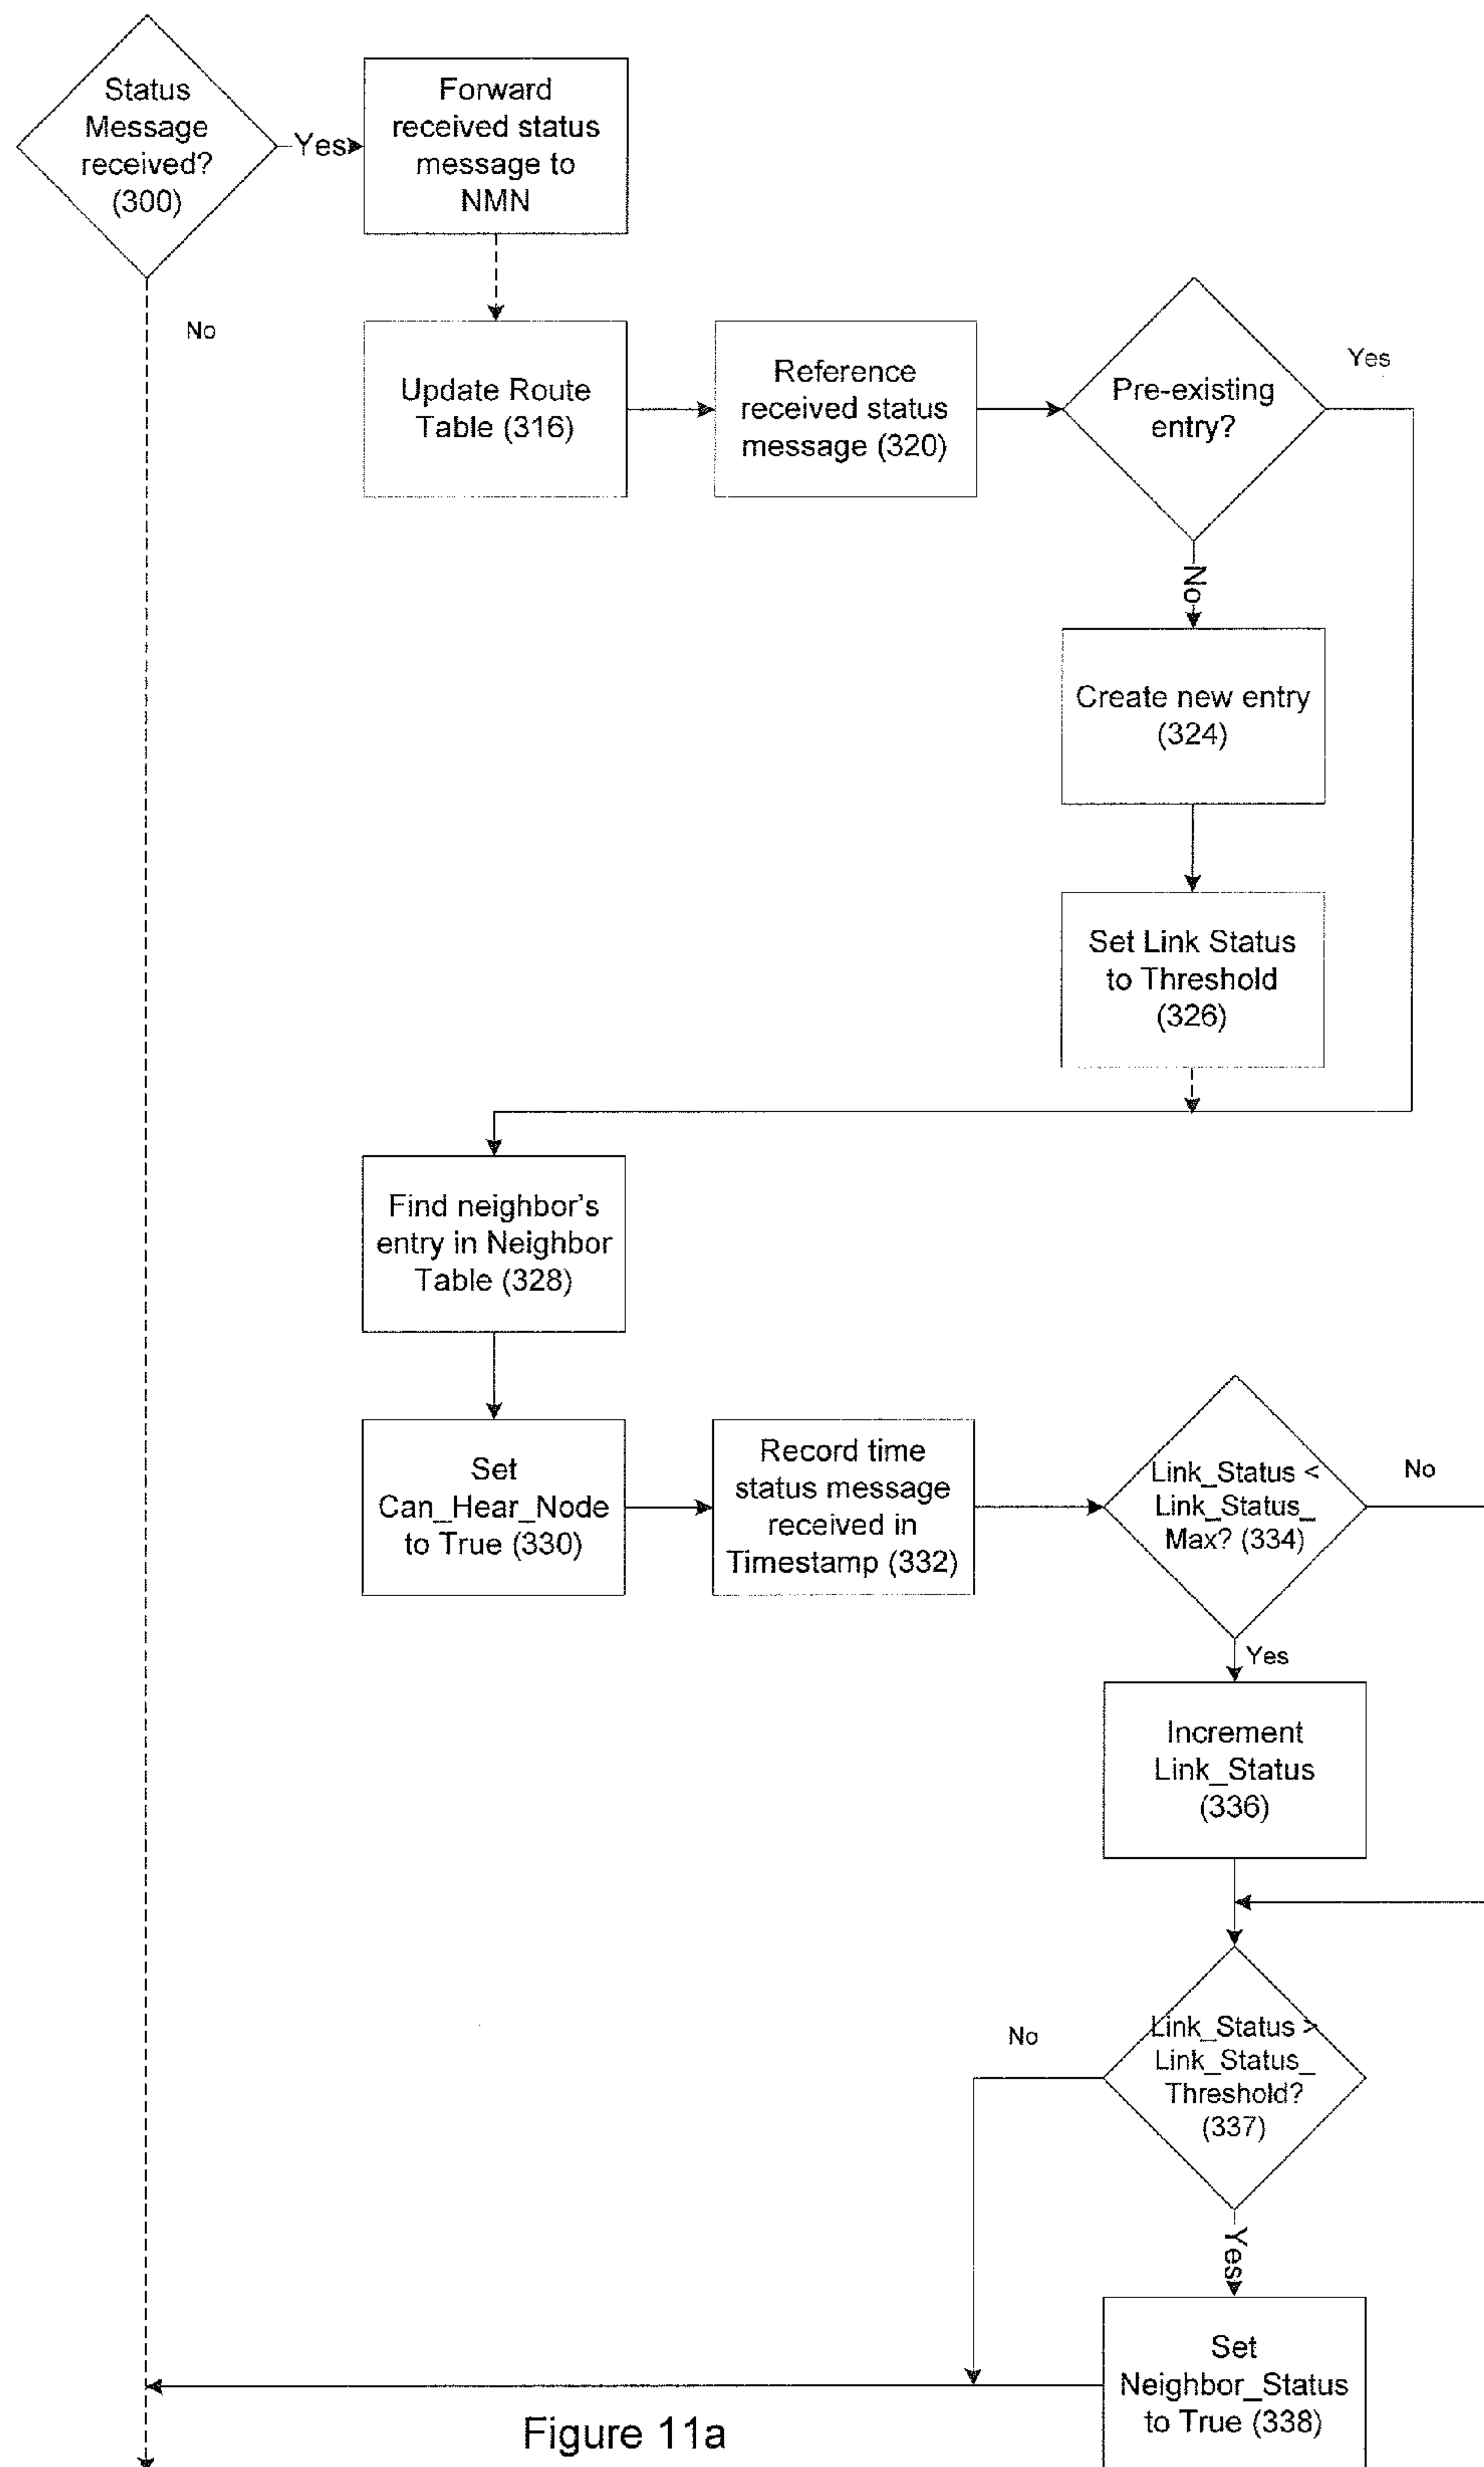 Status
Message
received?
(300)
Yes
Forward
received status
message to
NMN
No
Update Route
Table (316)
Reference
received status
message (320)
Pre-existing
entry?
Yes
No
Create new entry
(324)
Set Link Status
to Threshold
(326)
Find neighbor's
entry in Neighbor
Table (328)
Set
Can_Hear_Node
to True (330)
Record time
status message
received in
Timestamp (332)
Link_Status <
Link_Status_
Max? (334)
No
Yes
Increment
Link_Status
(336)
Link_Status >
Link_Status_
Threshold?
(337)
No
Yes
Set
Neighbor_Status
to True (338)
Figure 11a